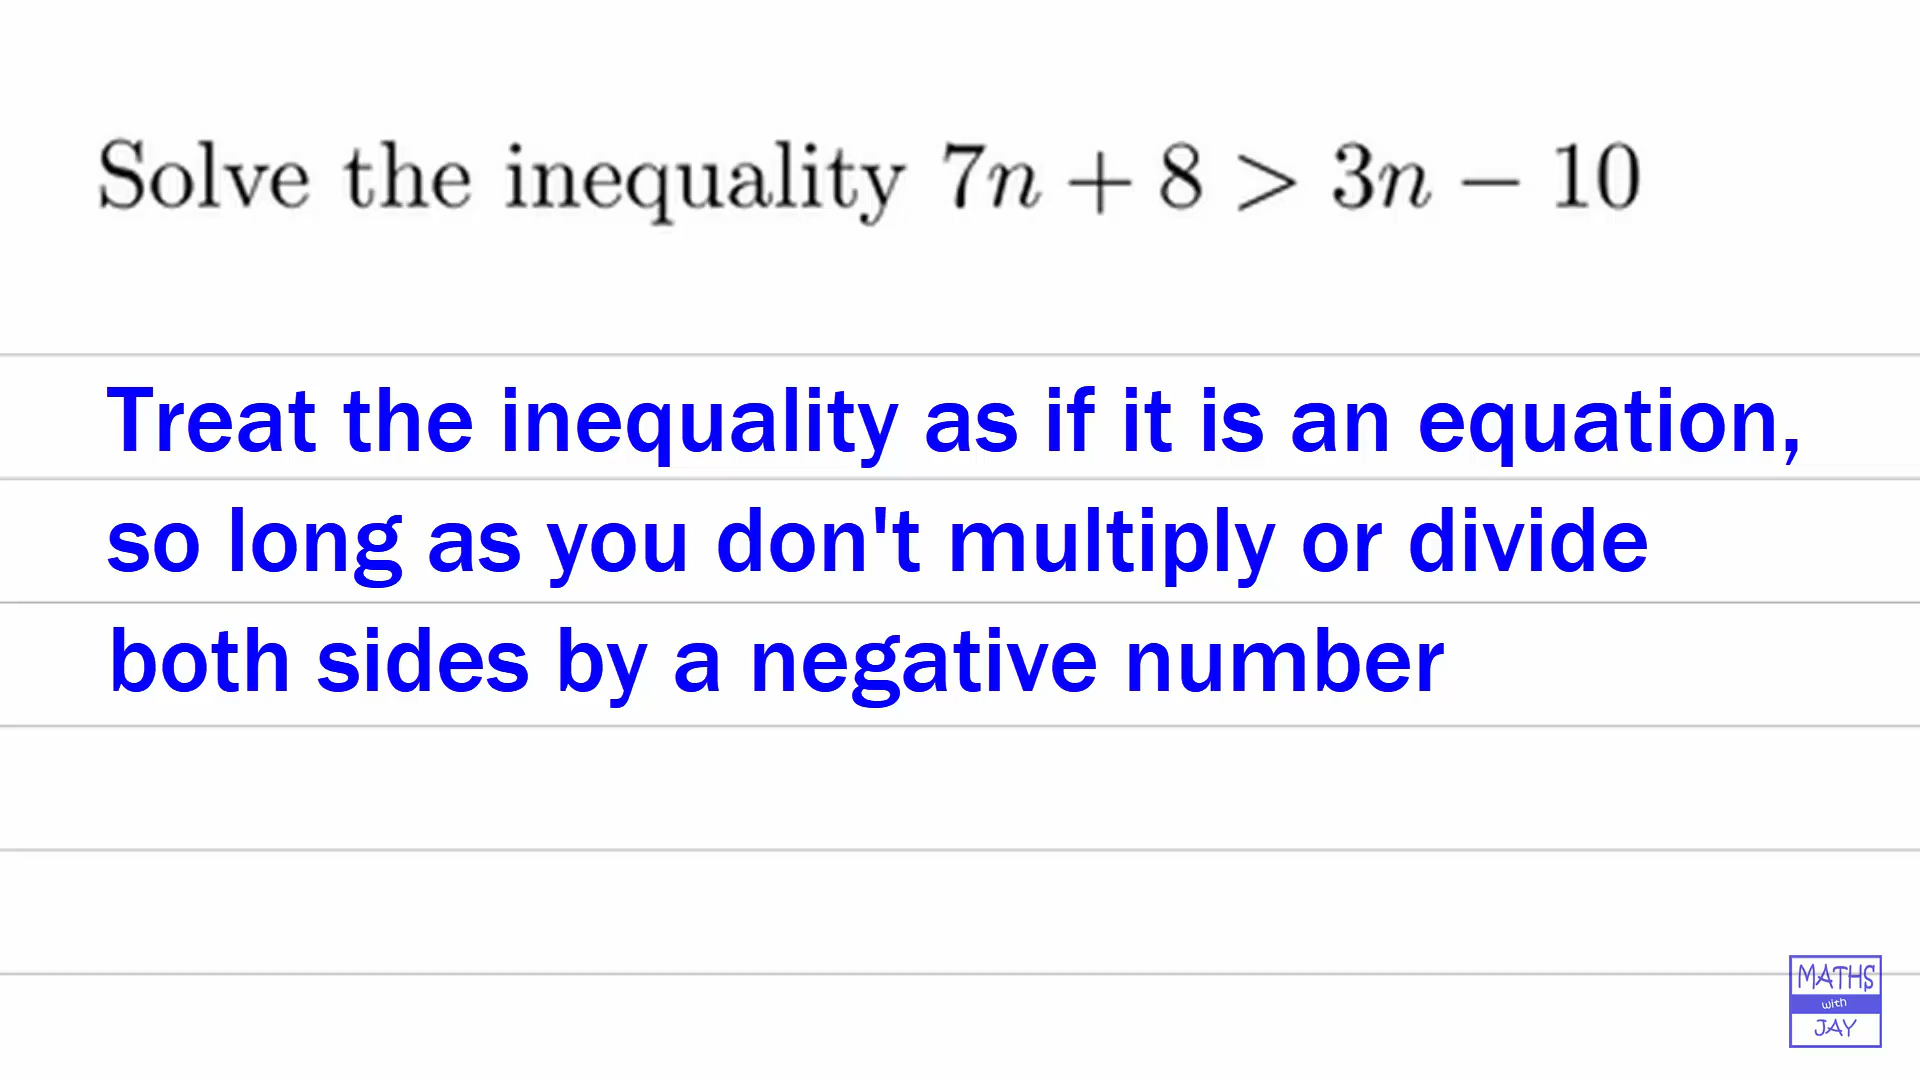 Solve the inequality 7n + 8 > 3n − 10
Treat the inequality as if it is an equation,
so long as you don't multiply or divide
both sides by a negative number
MATHS
with
JAY